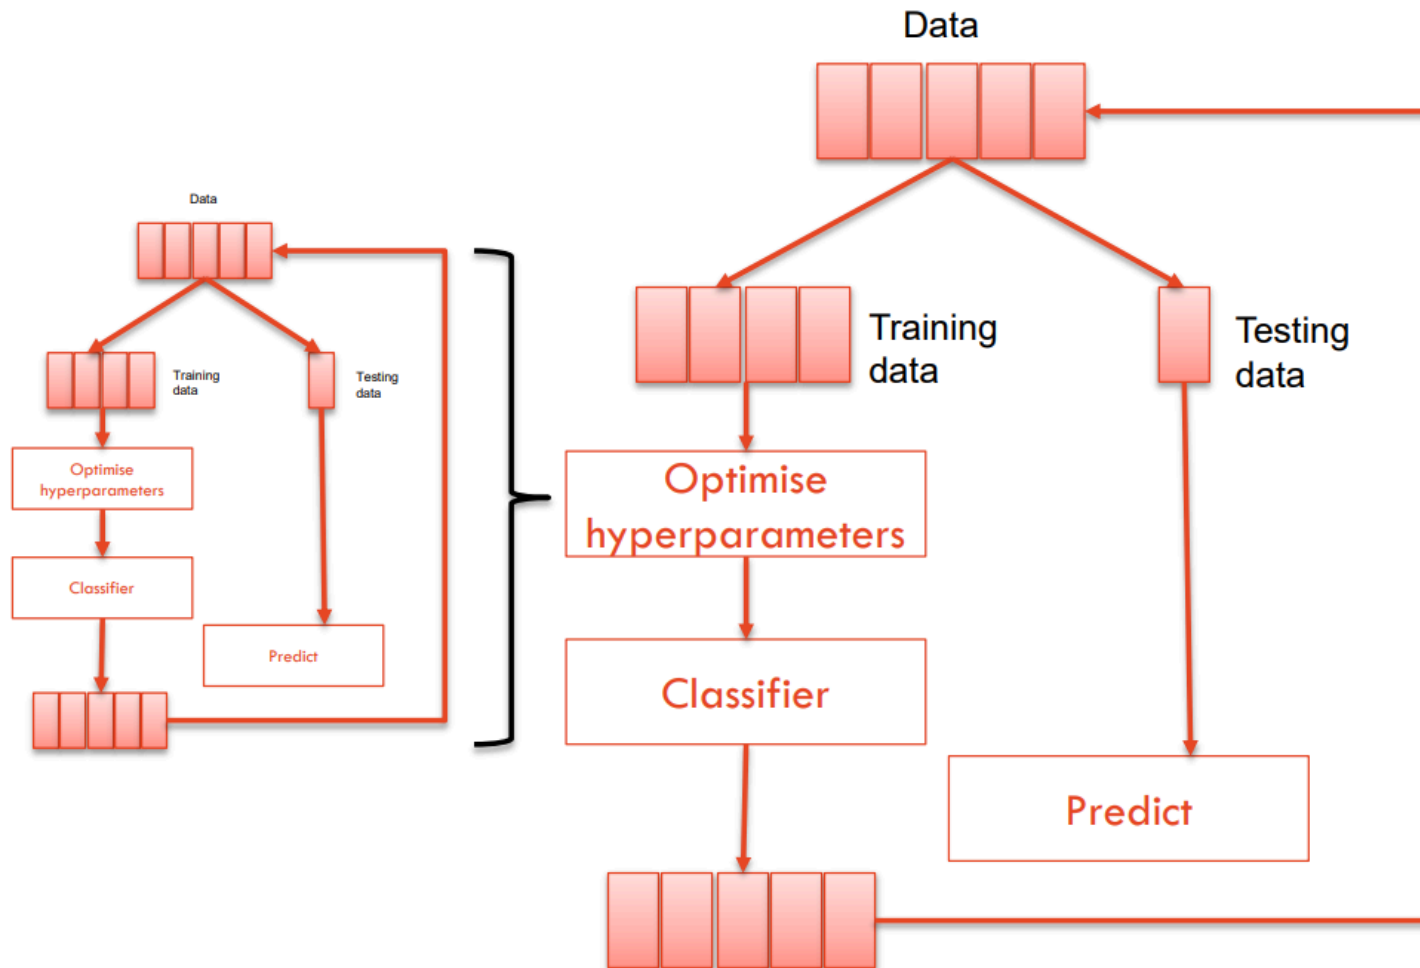 Data
Training
data
Testing
data
Optimise
hyperparameters
Classifier
Predict
Data
Training
data
Testing
data
Optimise
hyperparameters
Classifier
Predict